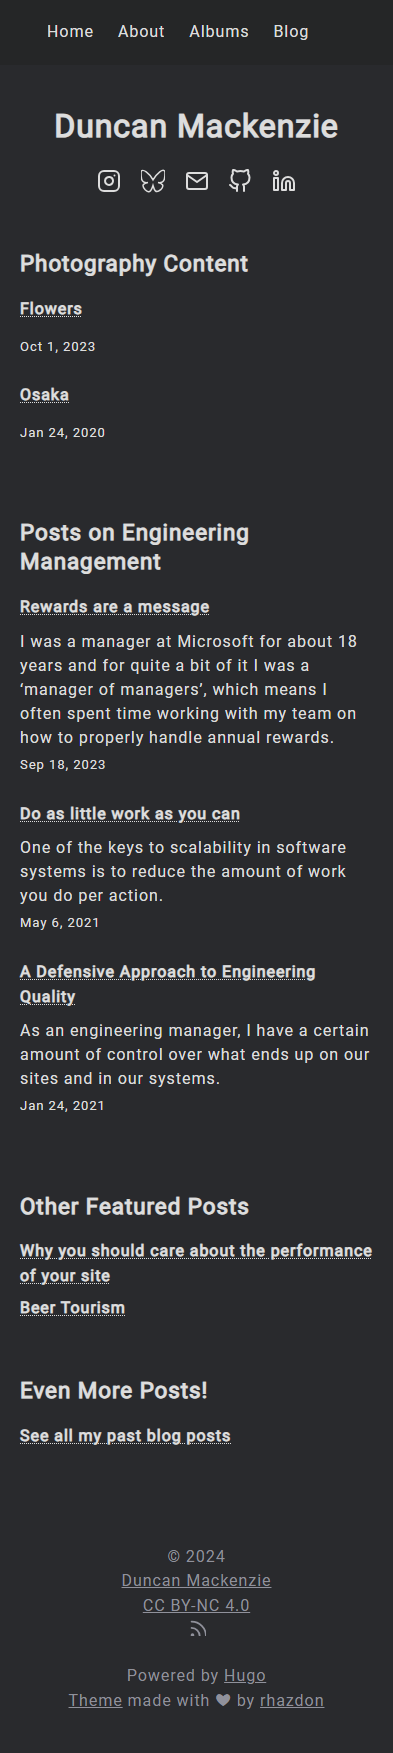 Home About Albums Blog
Duncan Mackenzie
Photography Content
Flowers
Oct 1, 2023
Osaka
Jan 24, 2020
Posts on Engineering
Management
Rewards are a message
I was a manager at Microsoft for about 18
years and for quite a bit of it I was a
‘manager of managers’, which means I
often spent time working with my team on
how to properly handle annual rewards.
Sep 18, 2023
Do as little work as you can
One of the keys to scalability in software
systems is to reduce the amount of work
you do per action.
May 6, 2021
A Defensive Approach to Engineering
Quality
As an engineering manager, I have a certain
amount of control over what ends up on our
sites and in our systems.
Jan 24, 2021
Other Featured Posts
Why you should care about the performance
of your site
Beer Tourism
Even More Posts!
See all my past blog posts
© 2024
Duncan Mackenzie
CC BY-NC 4.0
Powered by Hugo
Theme made with ♥ by rhazdon